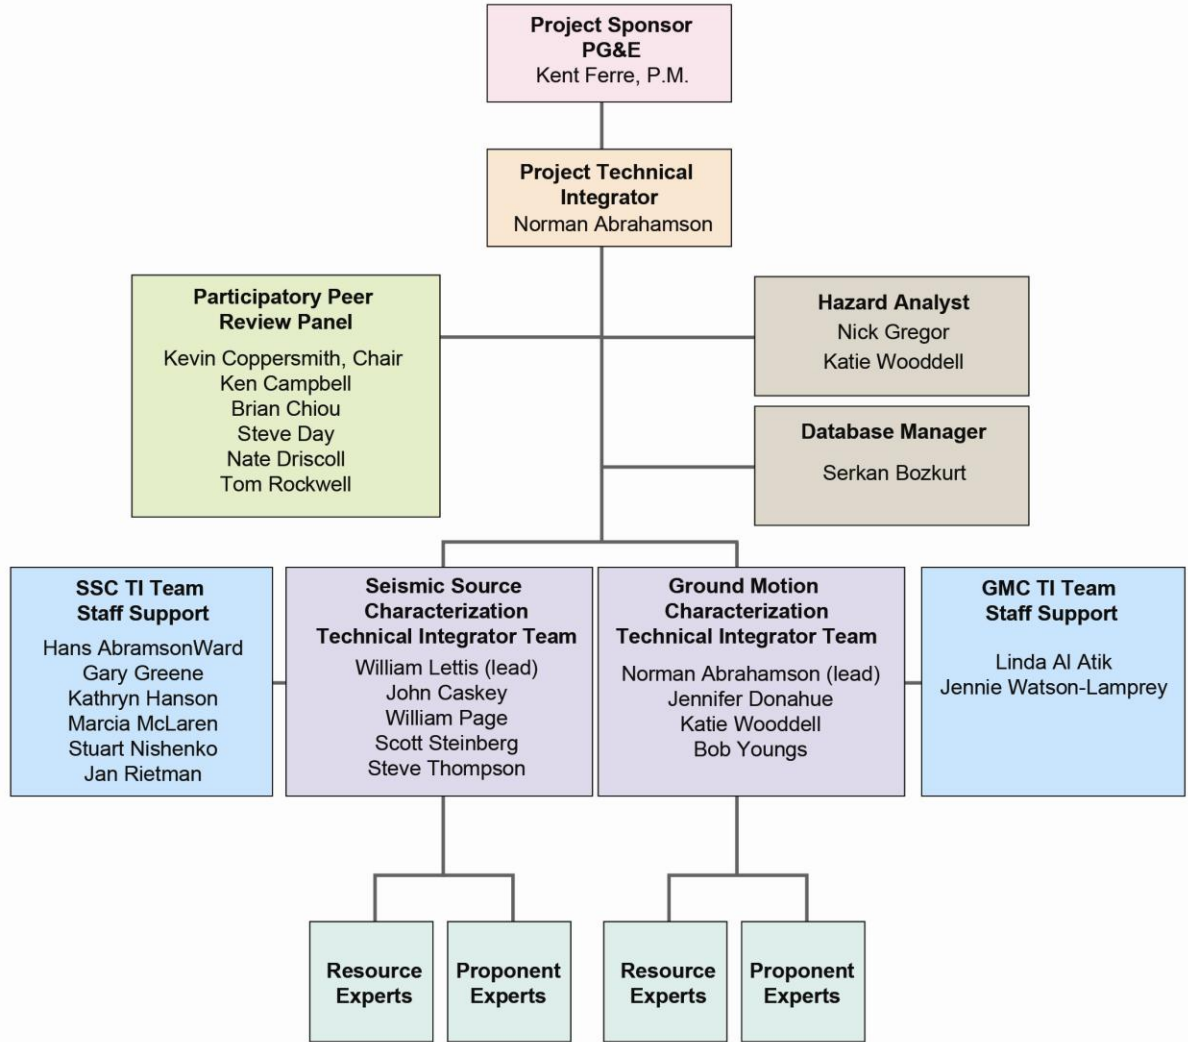 Project Sponsor
PG&E
Kent Ferre, P.M.
Project Technical
Integrator
Norman Abrahamson
Participatory Peer
Review Panel
Kevin Coppersmith, Chair
Ken Campbell
Brian Chiou
Steve Day
Nate Driscoll
Tom Rockwell
Hazard Analyst
Nick Gregor
Katie Wooddell
Database Manager
Serkan Bozkurt
SSC TI Team
Staff Support
Hans AbramsonWard
Gary Greene
Kathryn Hanson
Marcia McLaren
Stuart Nishenko
Jan Rietman
Seismic Source
Characterization
Technical Integrator Team
William Lettis (lead)
John Caskey
William Page
Scott Steinberg
Steve Thompson
Ground Motion
Characterization
Technical Integrator Team
Norman Abrahamson (lead)
Jennifer Donahue
Katie Wooddell
Bob Youngs
GMC TI Team
Staff Support
Linda Al Atik
Jennie Watson-Lamprey
Resource
Experts
Proponent
Experts
Resource
Experts
Proponent
Experts